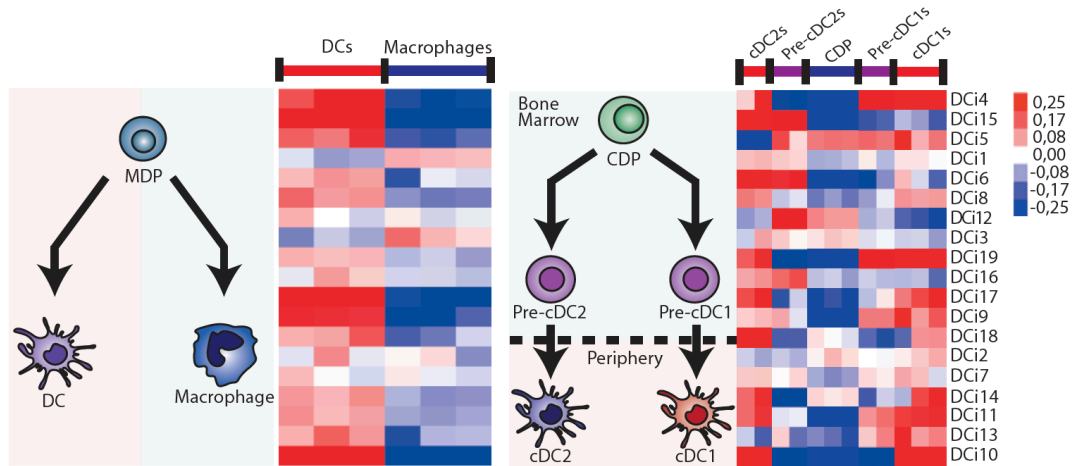 DCs
Macrophages
MDP
DC
Macrophage
Bone
Marrow
CDP
Pre-cDC2
Pre-cDC1
Periphery
cDC2
cDC1
cDC2s
Pre-cDC2s
CDP
Pre-cDC1s
cDC1s
DCi4
DCi15
DCi5
DCi1
DCi6
DCi8
DCi12
DCi3
DCi19
DCi16
DCi17
DCi9
DCi18
DCi2
DCi7
DCi14
DCi11
DCi13
DCi10
0,25
0,17
0,08
0,00
-0,08
-0,17
-0,25